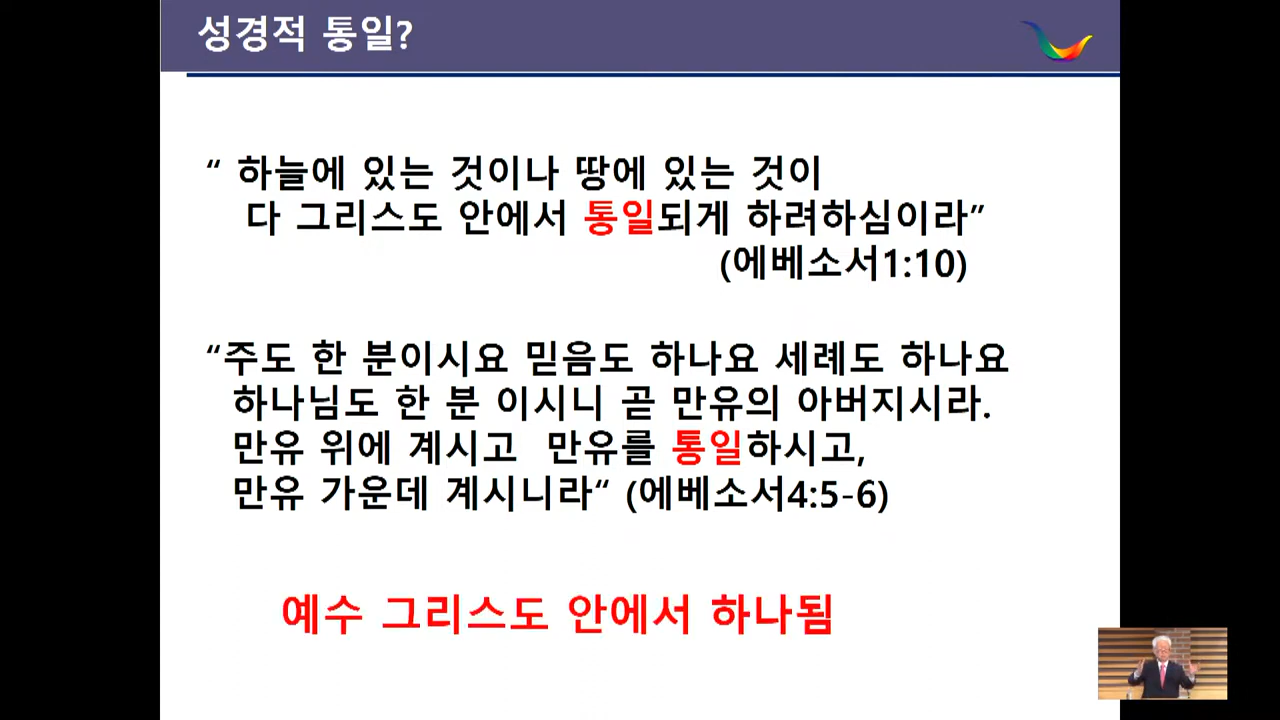 성경적 통일?
“ 하늘에 있는 것이나 땅에 있는 것이
다 그리스도 안에서 통일되게 하려하심이라”
(에베소서1:10)
“주도 한 분이시요 믿음도 하나요 세례도 하나요
하나님도 한 분 이시니 곧 만유의 아버지시라.
만유 위에 계시고 만유를 통일하시고,
만유 가운데 계시니라“ (에베소서4:5-6)
예수 그리스도 안에서 하나됨